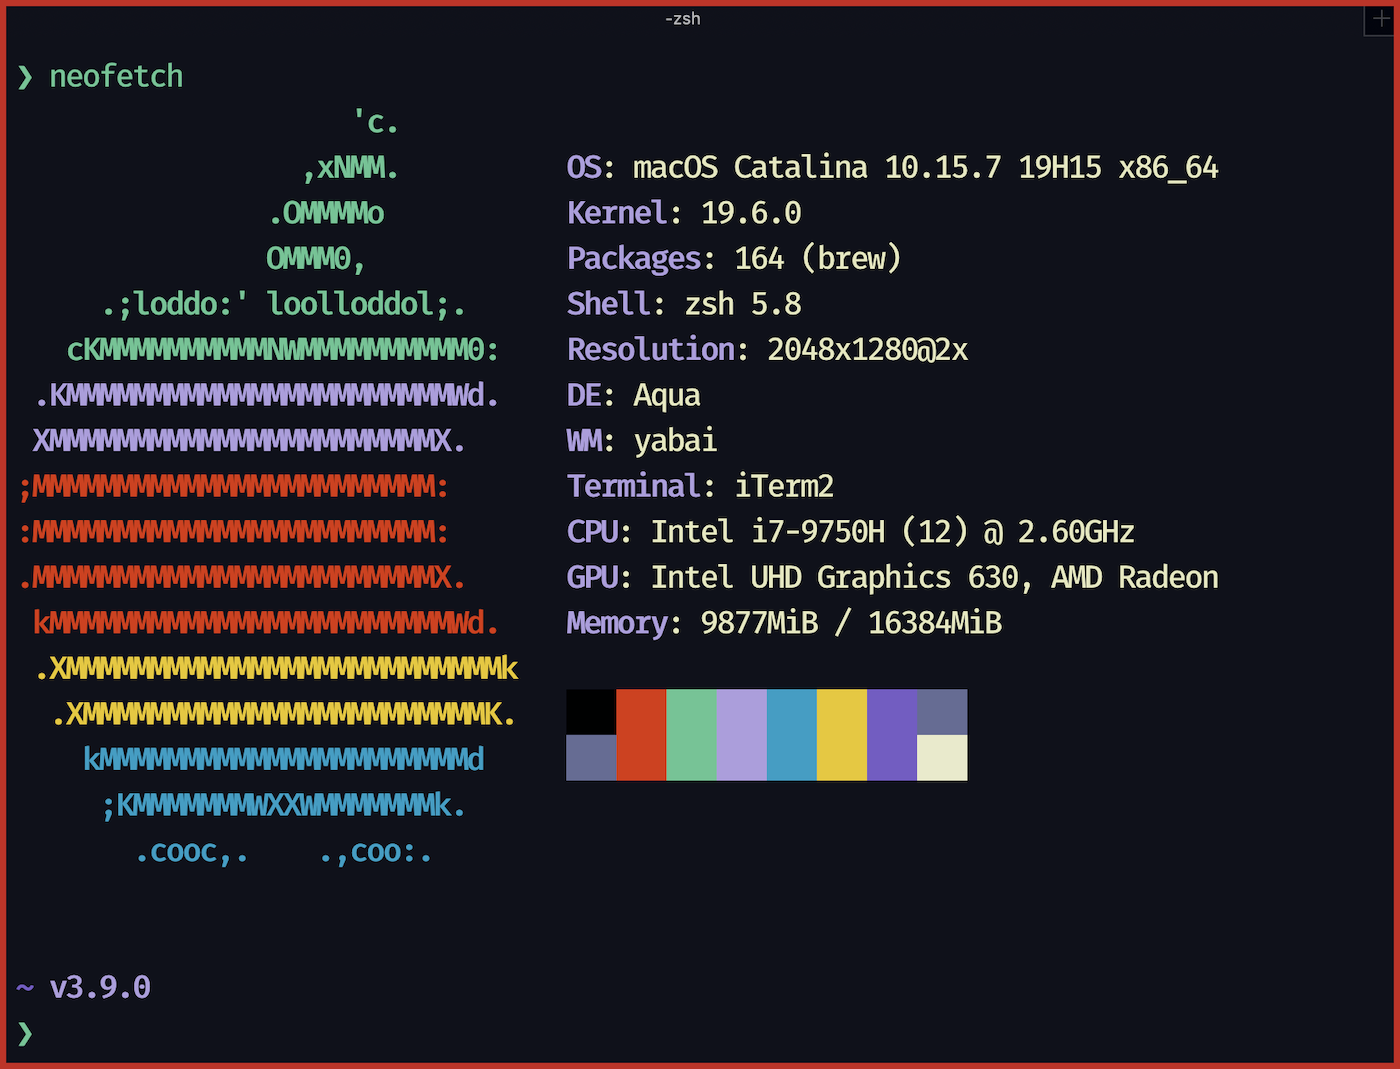 -zsh
❯ neofetch
'c.
,xNMM.
.OMMMMo
OMMM0,
.;loddo:' loolloddol;.
cKMMMMMMMMMMNWMMMMMMMMMM0:
.KMMMMMMMMMMMMMMMMMMMMMMMWd.
XMMMMMMMMMMMMMMMMMMMMMMMX.
;MMMMMMMMMMMMMMMMMMMMMMMM:
:MMMMMMMMMMMMMMMMMMMMMMMM:
.MMMMMMMMMMMMMMMMMMMMMMMMX.
kMMMMMMMMMMMMMMMMMMMMMMMMWd.
.XMMMMMMMMMMMMMMMMMMMMMMMMMMk
.XMMMMMMMMMMMMMMMMMMMMMMMMK.
kMMMMMMMMMMMMMMMMMMMMMMd
;KMMMMMMMWXXWMMMMMMMk.
.cooc,. .,coo:.
OS: macOS Catalina 10.15.7 19H15 x86_64
Kernel: 19.6.0
Packages: 164 (brew)
Shell: zsh 5.8
Resolution: 2048x1280@2x
DE: Aqua
WM: yabai
Terminal: iTerm2
CPU: Intel i7-9750H (12) @ 2.60GHz
GPU: Intel UHD Graphics 630, AMD Radeon
Memory: 9877MiB / 16384MiB
~ v3.9.0
❯